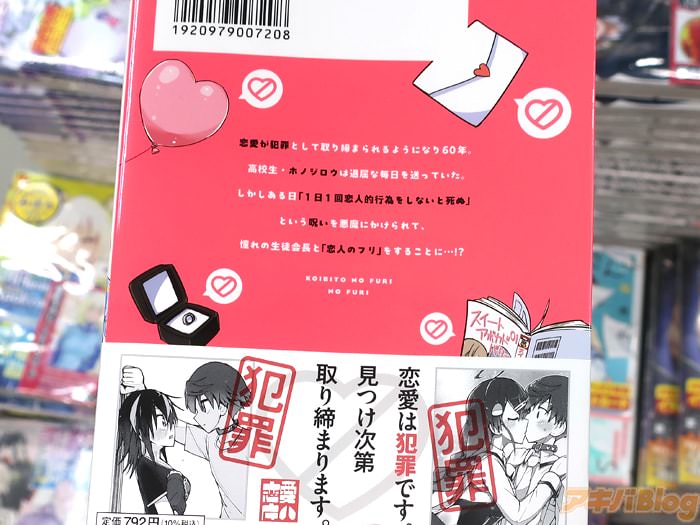 1920979007208
恋愛が犯罪として取り締まられるようになり60年。
高校生・ホノジロウは退屈な毎日を送っていた。
しかしある日「1日1回恋人的行為をしないと死ぬ」
という呪いを悪魔にかけられて、
憧れの生徒会長と「恋人のフリ」をすることに…!?
KOIBITO NO FURI
NO FURI
スイート
アボカド
恋愛は犯罪です。
見つけ次第
取り締まります。
犯罪
犯罪
定価 792円 (10%税込)
アキバBlog